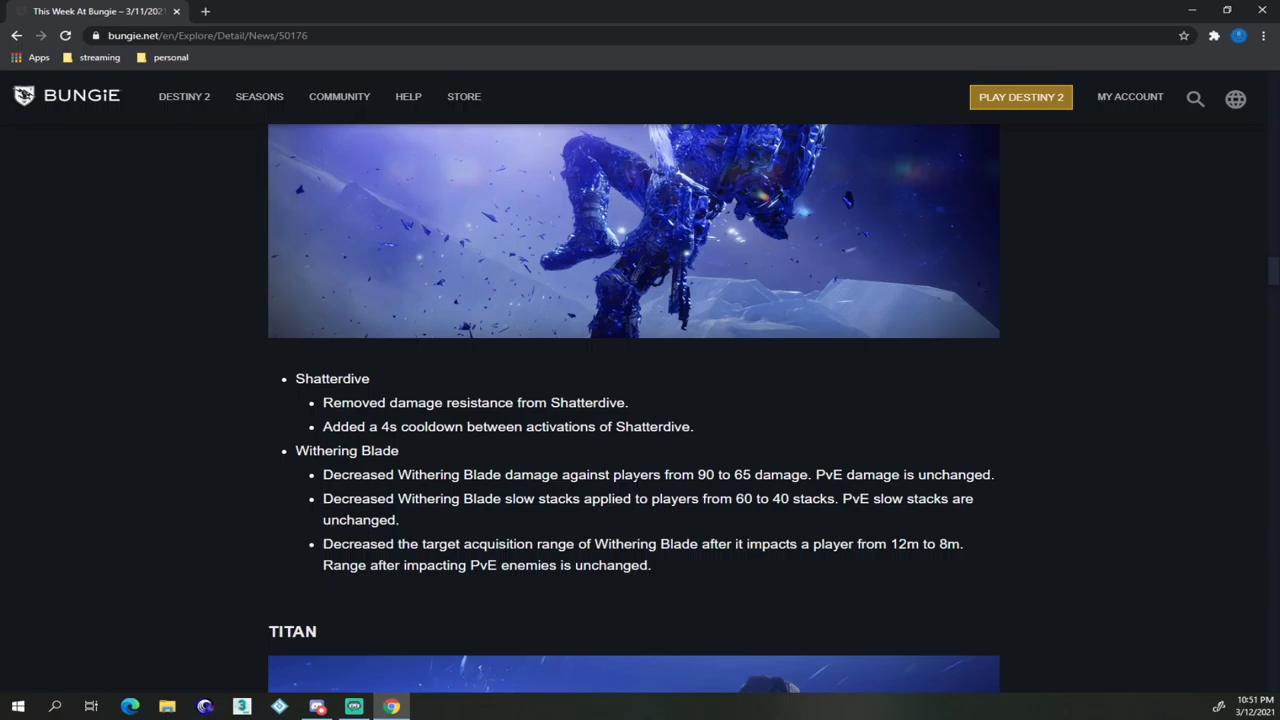 This Week At Bungie – 3/11/2021
bungie.net/en/Explore/Detail/News/50176
Apps streaming personal
BUNGiE DESTINY 2 SEASONS COMMUNITY HELP STORE PLAY DESTINY 2 MY ACCOUNT
• Shatterdive
• Removed damage resistance from Shatterdive.
• Added a 4s cooldown between activations of Shatterdive.
• Withering Blade
• Decreased Withering Blade damage against players from 90 to 65 damage. PvE damage is unchanged.
• Decreased Withering Blade slow stacks applied to players from 60 to 40 stacks. PvE slow stacks are
unchanged.
• Decreased the target acquisition range of Withering Blade after it impacts a player from 12m to 8m.
Range after impacting PvE enemies is unchanged.
TITAN
10:51 PM
3/12/2021